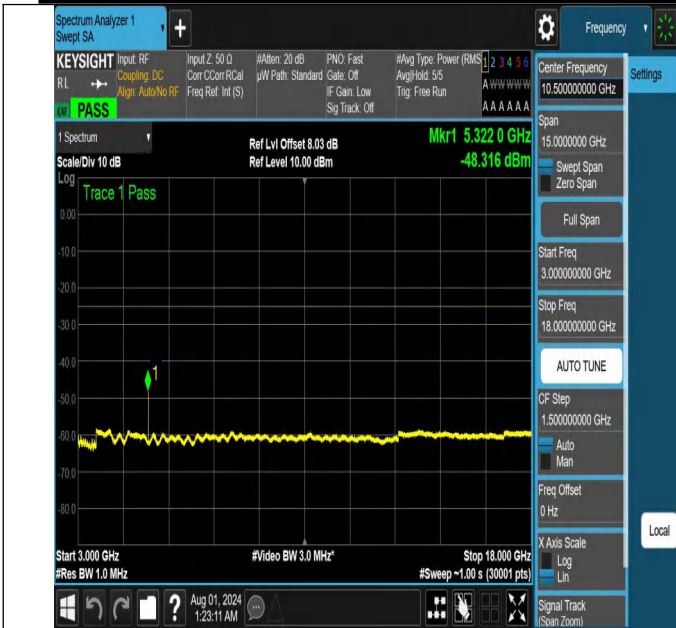 Spectrum Analyzer 1
Swept SA
+
Frequency
KEYSIGHT
RL
PASS
Input: RF
Coupling: DC
Align: Auto/No RF
Input Z: 50 Ω
Corr CCorr RCal
Freq Ref: Int (S)
#Atten: 20 dB
µW Path: Standard
PNO: Fast
Gate: Off
IF Gain: Low
Sig Track: Off
#Avg Type: Power (RMS
Avg|Hold: 5/5
Trig: Free Run
1 2 3 4 5 6
A W W W W W
A A A A A A
1 Spectrum
Scale/Div 10 dB
Ref Lvl Offset 8.03 dB
Ref Level 10.00 dBm
Mkr1 5.322 0 GHz
-48.316 dBm
Log
Trace 1 Pass
0.00
-10.0
-20.0
-30.0
-40.0
-50.0
-60.0
-70.0
-80.0
1
Start 3.000 GHz
#Res BW 1.0 MHz
#Video BW 3.0 MHz*
Stop 18.000 GHz
#Sweep ~1.00 s (30001 pts)
?
Aug 01, 2024
1:23:11 AM
Center Frequency
10.500000000 GHz
Settings
Span
15.0000000 GHz
Swept Span
Zero Span
Full Span
Start Freq
3.000000000 GHz
Stop Freq
18.000000000 GHz
AUTO TUNE
CF Step
1.500000000 GHz
Auto
Man
Freq Offset
0 Hz
Local
X Axis Scale
Log
Lin
Signal Track
(Span Zoom)